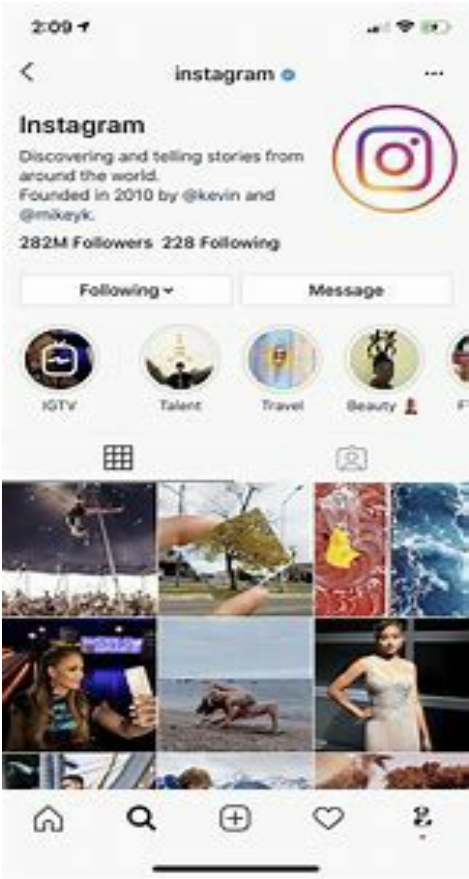 2:09
instagram
Instagram
Discovering and telling stories from
around the world.
Founded in 2010 by @kevin and
@mikeyk.
282M Followers 228 Following
Following Message
IGTV Talent Travel Beauty F